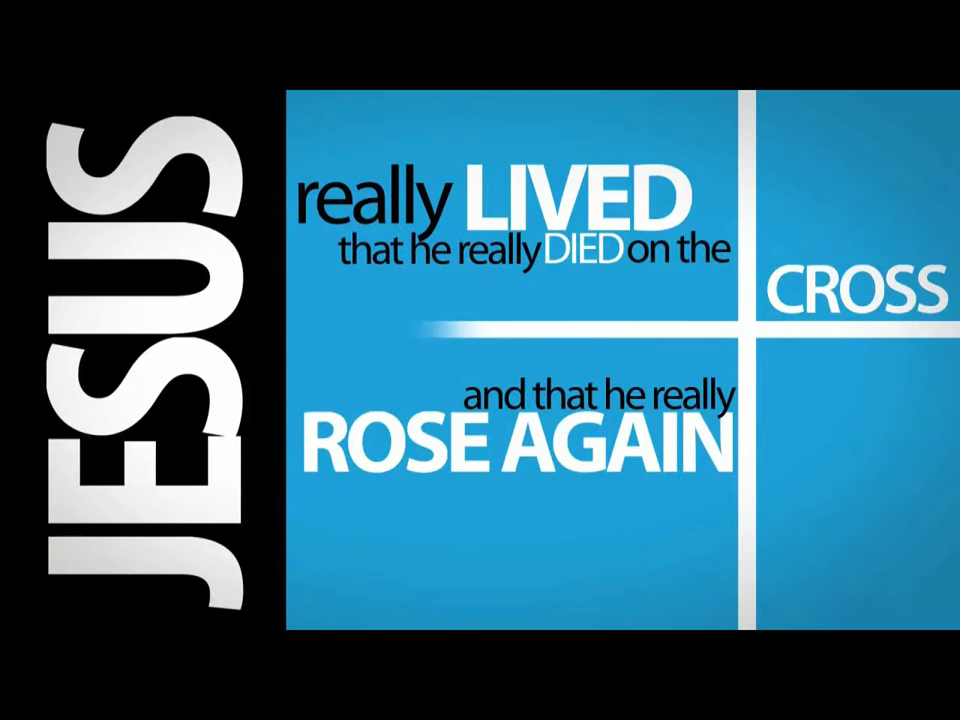 JESUS
really LIVED
that he really DIED on the
CROSS
and that he really
ROSE AGAIN